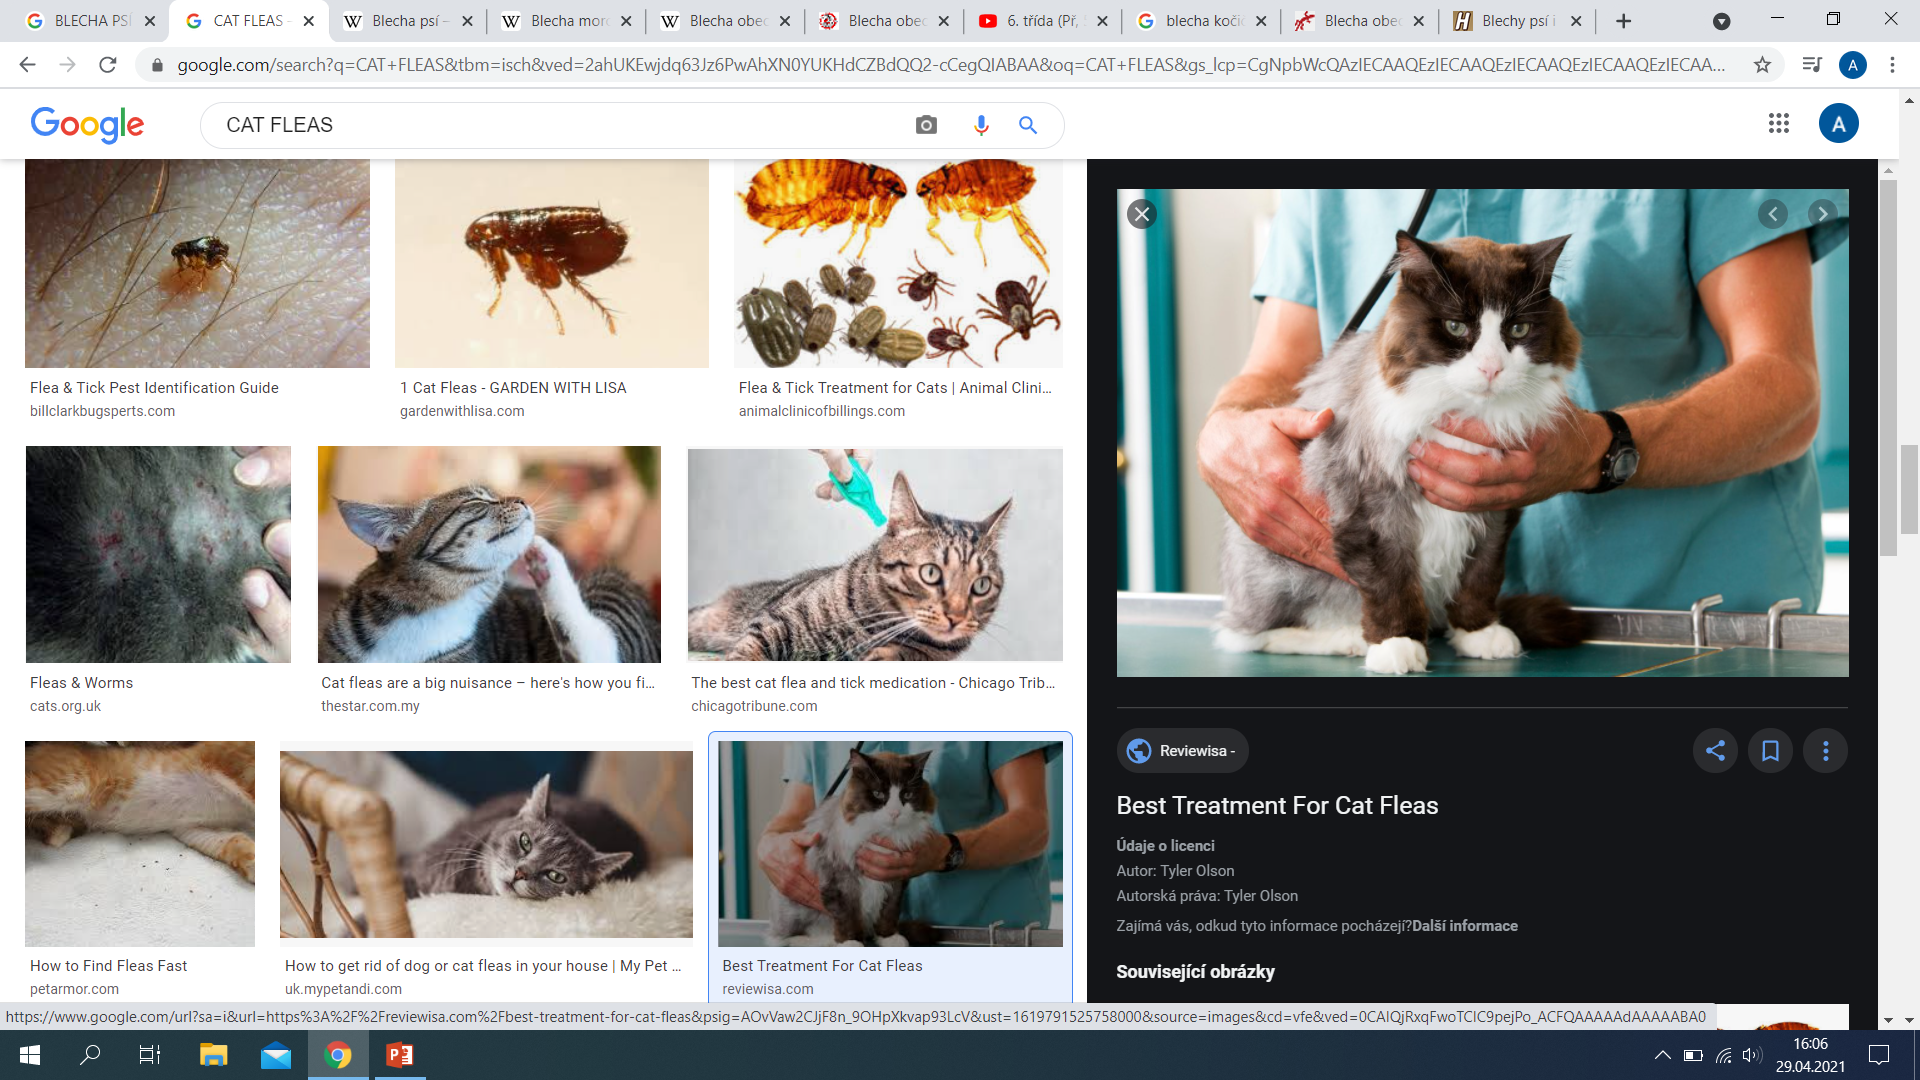 BLECHA PSÍ
CAT FLEAS -
Blecha psí –
Blecha mor
Blecha obe
Blecha obe
6. třída (Př,
blecha koči
Blecha obe
Blechy psí i
google.com/search?q=CAT+FLEAS&tbm=isch&ved=2ahUKEwjdq63Jz6PwAhXN0YUKHdCZBdQQ2-cCegQIABAA&oq=CAT+FLEAS&gs_lcp=CgNpbWcQAzIECAAQEzIECAAQEzIECAAQEzIECAAQEzIECAA...
A
Google
CAT FLEAS
A
Flea & Tick Pest Identification Guide
billclarkbugsperts.com
1 Cat Fleas - GARDEN WITH LISA
gardenwithlisa.com
Flea & Tick Treatment for Cats | Animal Clini...
animalclinicofbillings.com
Fleas & Worms
cats.org.uk
Cat fleas are a big nuisance – here's how you fi...
thestar.com.my
The best cat flea and tick medication - Chicago Trib...
chicagotribune.com
How to Find Fleas Fast
petarmor.com
How to get rid of dog or cat fleas in your house | My Pet ...
uk.mypetandi.com
Best Treatment For Cat Fleas
reviewisa.com
Reviewisa -
Best Treatment For Cat Fleas
Údaje o licenci
Autor: Tyler Olson
Autorská práva: Tyler Olson
Zajímá vás, odkud tyto informace pocházejí?Další informace
Související obrázky
https://www.google.com/url?sa=i&url=https%3A%2F%2Freviewisa.com%2Fbest-treatment-for-cat-fleas&psig=AOvVaw2CJjF8n_9OHpXkvap93LcV&ust=1619791525758000&source=images&cd=vfe&ved=0CAIQjRxqFwoTCIC9pejPo_ACFQAAAAAdAAAAABA0
16:06
29.04.2021